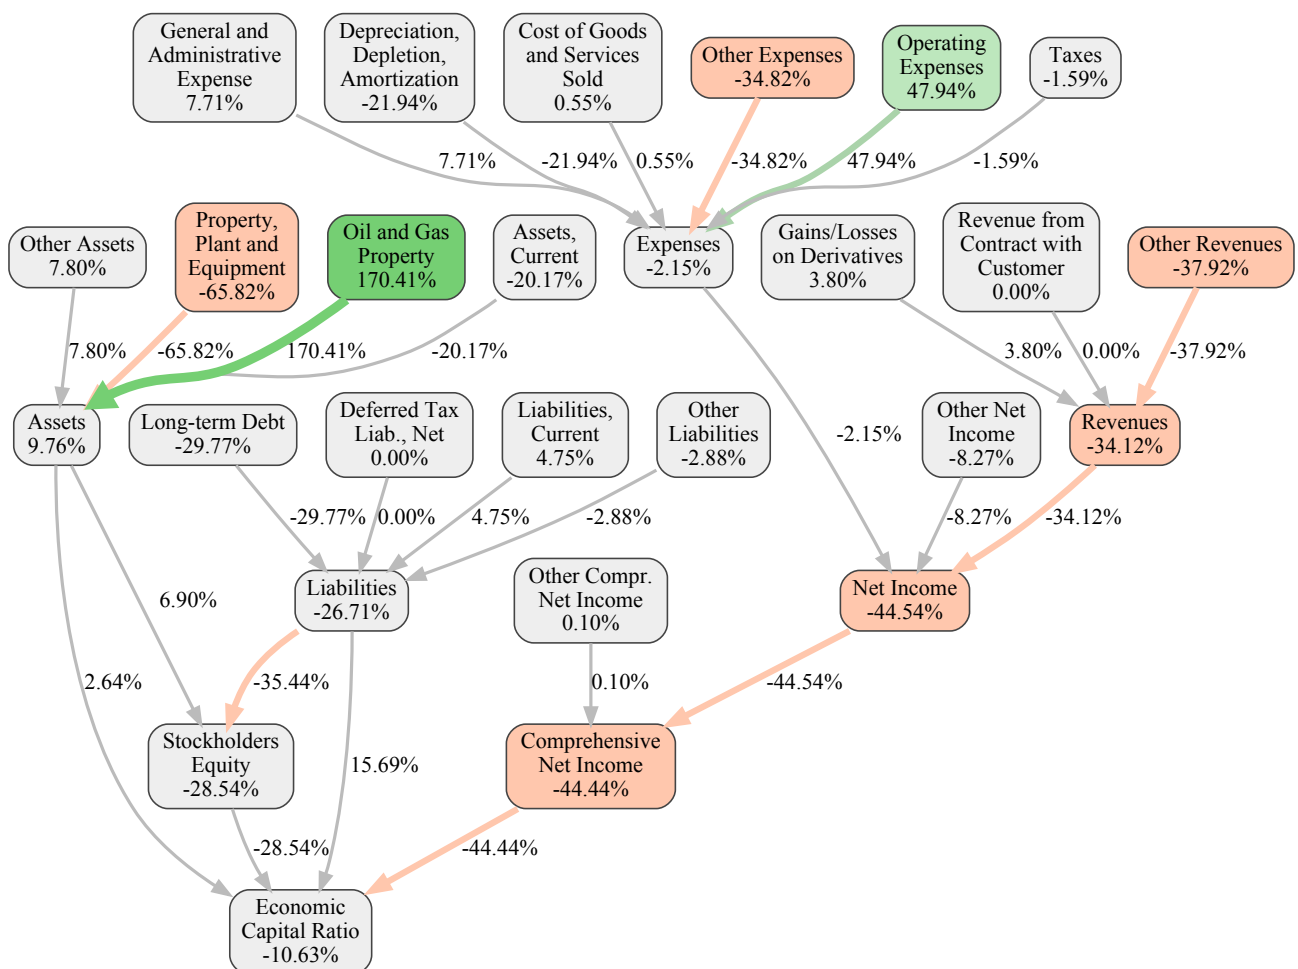 General and
Administrative
Expense
7.71%
Depreciation,
Depletion,
Amortization
-21.94%
Cost of Goods
and Services
Sold
0.55%
Other Expenses
-34.82%
Operating
Expenses
47.94%
Taxes
-1.59%
7.71%
-21.94%
0.55%
-34.82%
47.94%
-1.59%
Other Assets
7.80%
Property,
Plant and
Equipment
-65.82%
Oil and Gas
Property
170.41%
Assets,
Current
-20.17%
Expenses
-2.15%
Gains/Losses
on Derivatives
3.80%
Revenue from
Contract with
Customer
0.00%
Other Revenues
-37.92%
7.80%
-65.82%
170.41%
-20.17%
3.80%
0.00%
-37.92%
Assets
9.76%
Long-term Debt
-29.77%
Deferred Tax
Liab., Net
0.00%
Liabilities,
Current
4.75%
Other
Liabilities
-2.88%
-2.15%
Other Net
Income
-8.27%
Revenues
-34.12%
-29.77%
0.00%
4.75%
-2.88%
-8.27%
-34.12%
6.90%
Liabilities
-26.71%
Other Compr.
Net Income
0.10%
Net Income
-44.54%
2.64%
-35.44%
0.10%
-44.54%
Stockholders
Equity
-28.54%
15.69%
Comprehensive
Net Income
-44.44%
-28.54%
-44.44%
Economic
Capital Ratio
-10.63%